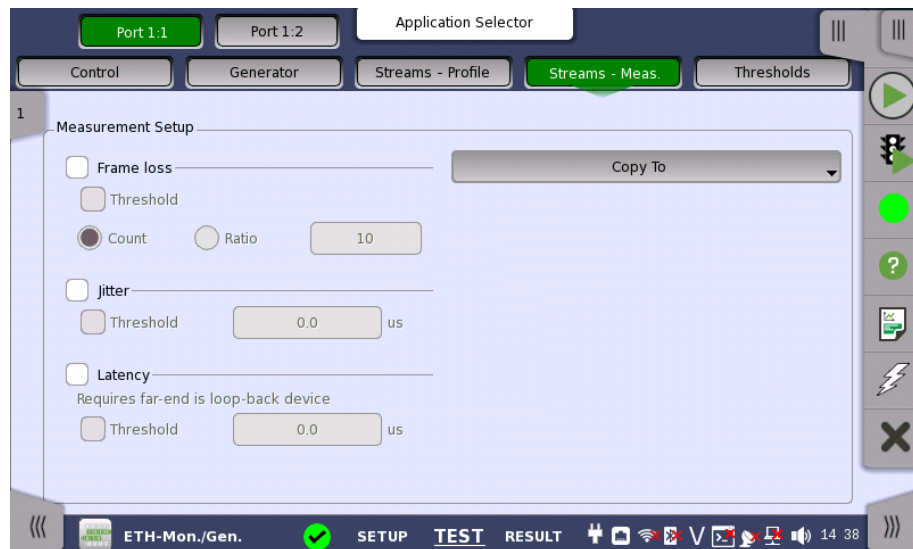 Application Selector
Port 1:1 Port 1:2
Control Generator Streams - Profile Streams - Meas. Thresholds
1
Measurement Setup
Frame loss Copy To
Threshold
Count Ratio 10
Jitter
Threshold 0.0 us
Latency
Requires far-end is loop-back device
Threshold 0.0 us
ETH-Mon./Gen. SETUP TEST RESULT V 14 38